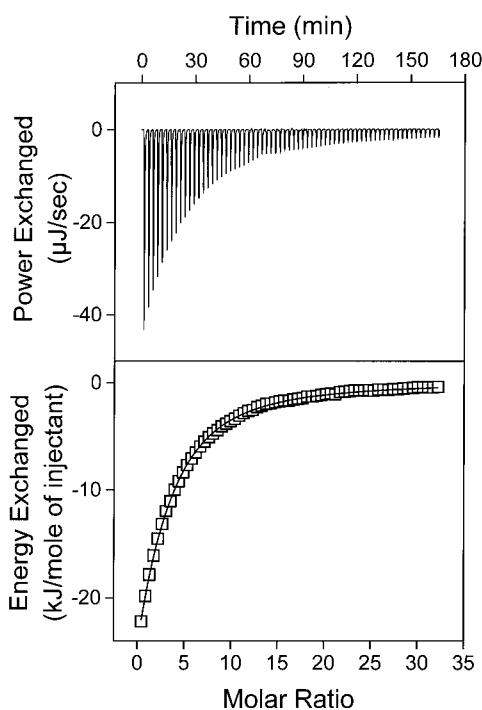 Time (min)
0 30 60 90 120 150 180
Power Exchanged
(µJ/sec)
0
-20
-40
Energy Exchanged
(kJ/mole of injectant)
0
-10
-20
0 5 10 15 20 25 30 35
Molar Ratio